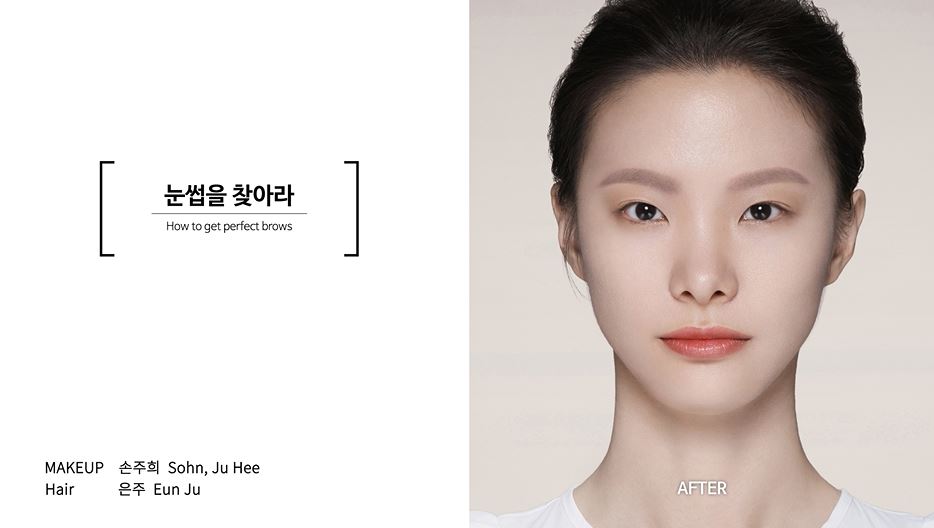 눈썹을 찾아라
How to get perfect brows
MAKEUP 손주희 Sohn, Ju Hee
Hair 은주 Eun Ju
AFTER